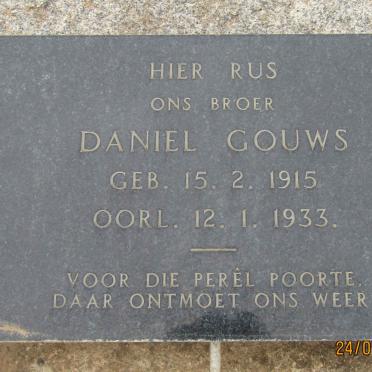 HIER RUS
ONS BROER
DANIEL GOUWS
GEB. 15. 2. 1915
OORL. 12. 1. 1933.
VOOR DIE PERÊL POORTE.
DAAR ONTMOET ONS WEER
24/0